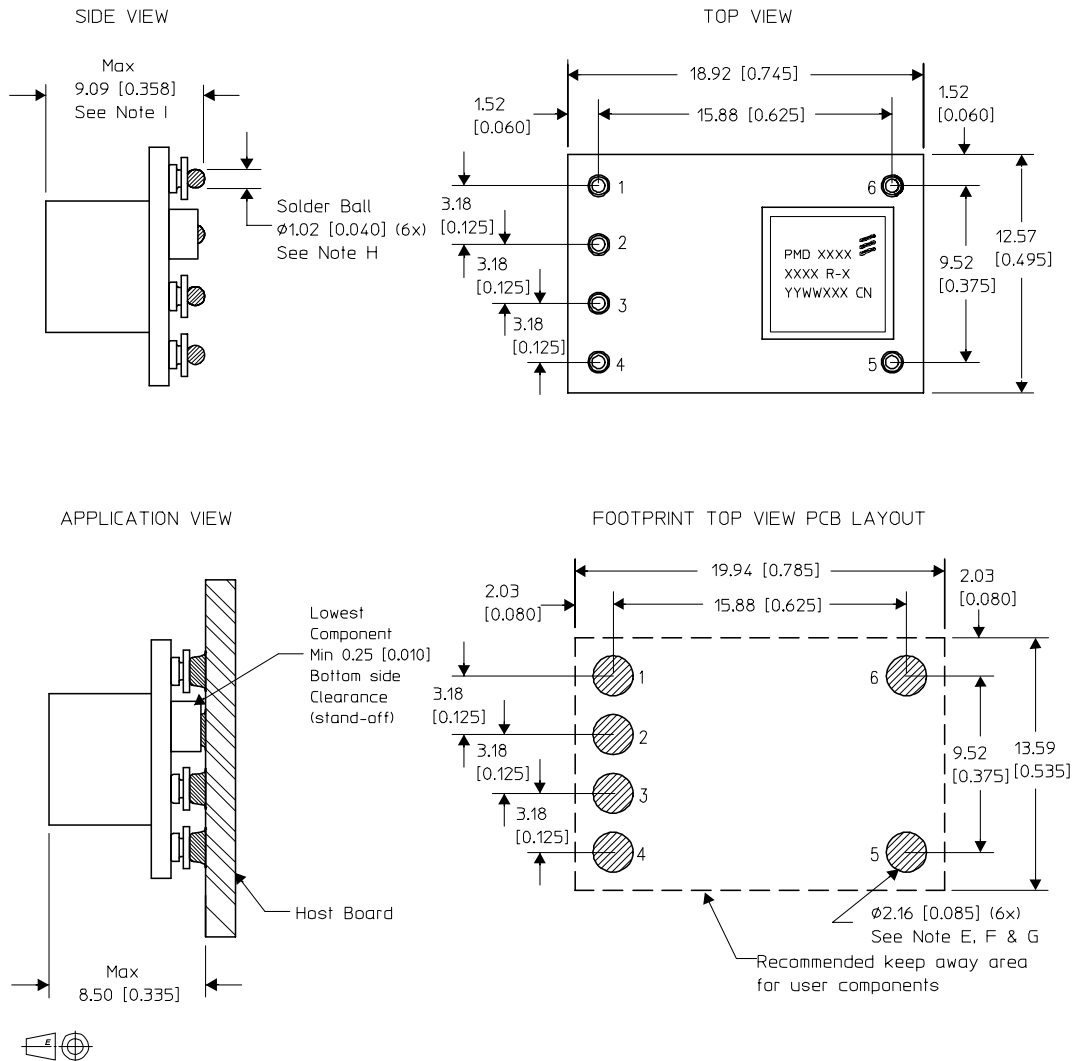 SIDE VIEW
Max
9.09 [0.358]
See Note I
Solder Ball
ø1.02 [0.040] (6x)
See Note H
TOP VIEW
18.92 [0.745]
1.52
[0.060]
15.88 [0.625]
1.52
[0.060]
3.18
[0.125]
3.18
[0.125]
3.18
[0.125]
1
2
3
4
6
5
PMD XXXX
XXXX R-X
YYWWXXX CN
9.52
[0.375]
12.57
[0.495]
APPLICATION VIEW
Lowest
Component
Min 0.25 [0.010]
Bottom side
Clearance
(stand-off)
Host Board
Max
8.50 [0.335]
E
FOOTPRINT TOP VIEW PCB LAYOUT
19.94 [0.785]
2.03
[0.080]
15.88 [0.625]
2.03
[0.080]
3.18
[0.125]
3.18
[0.125]
3.18
[0.125]
1
2
3
4
6
5
9.52
[0.375]
13.59
[0.535]
ø2.16 [0.085] (6x)
See Note E, F & G
Recommended keep away area
for user components